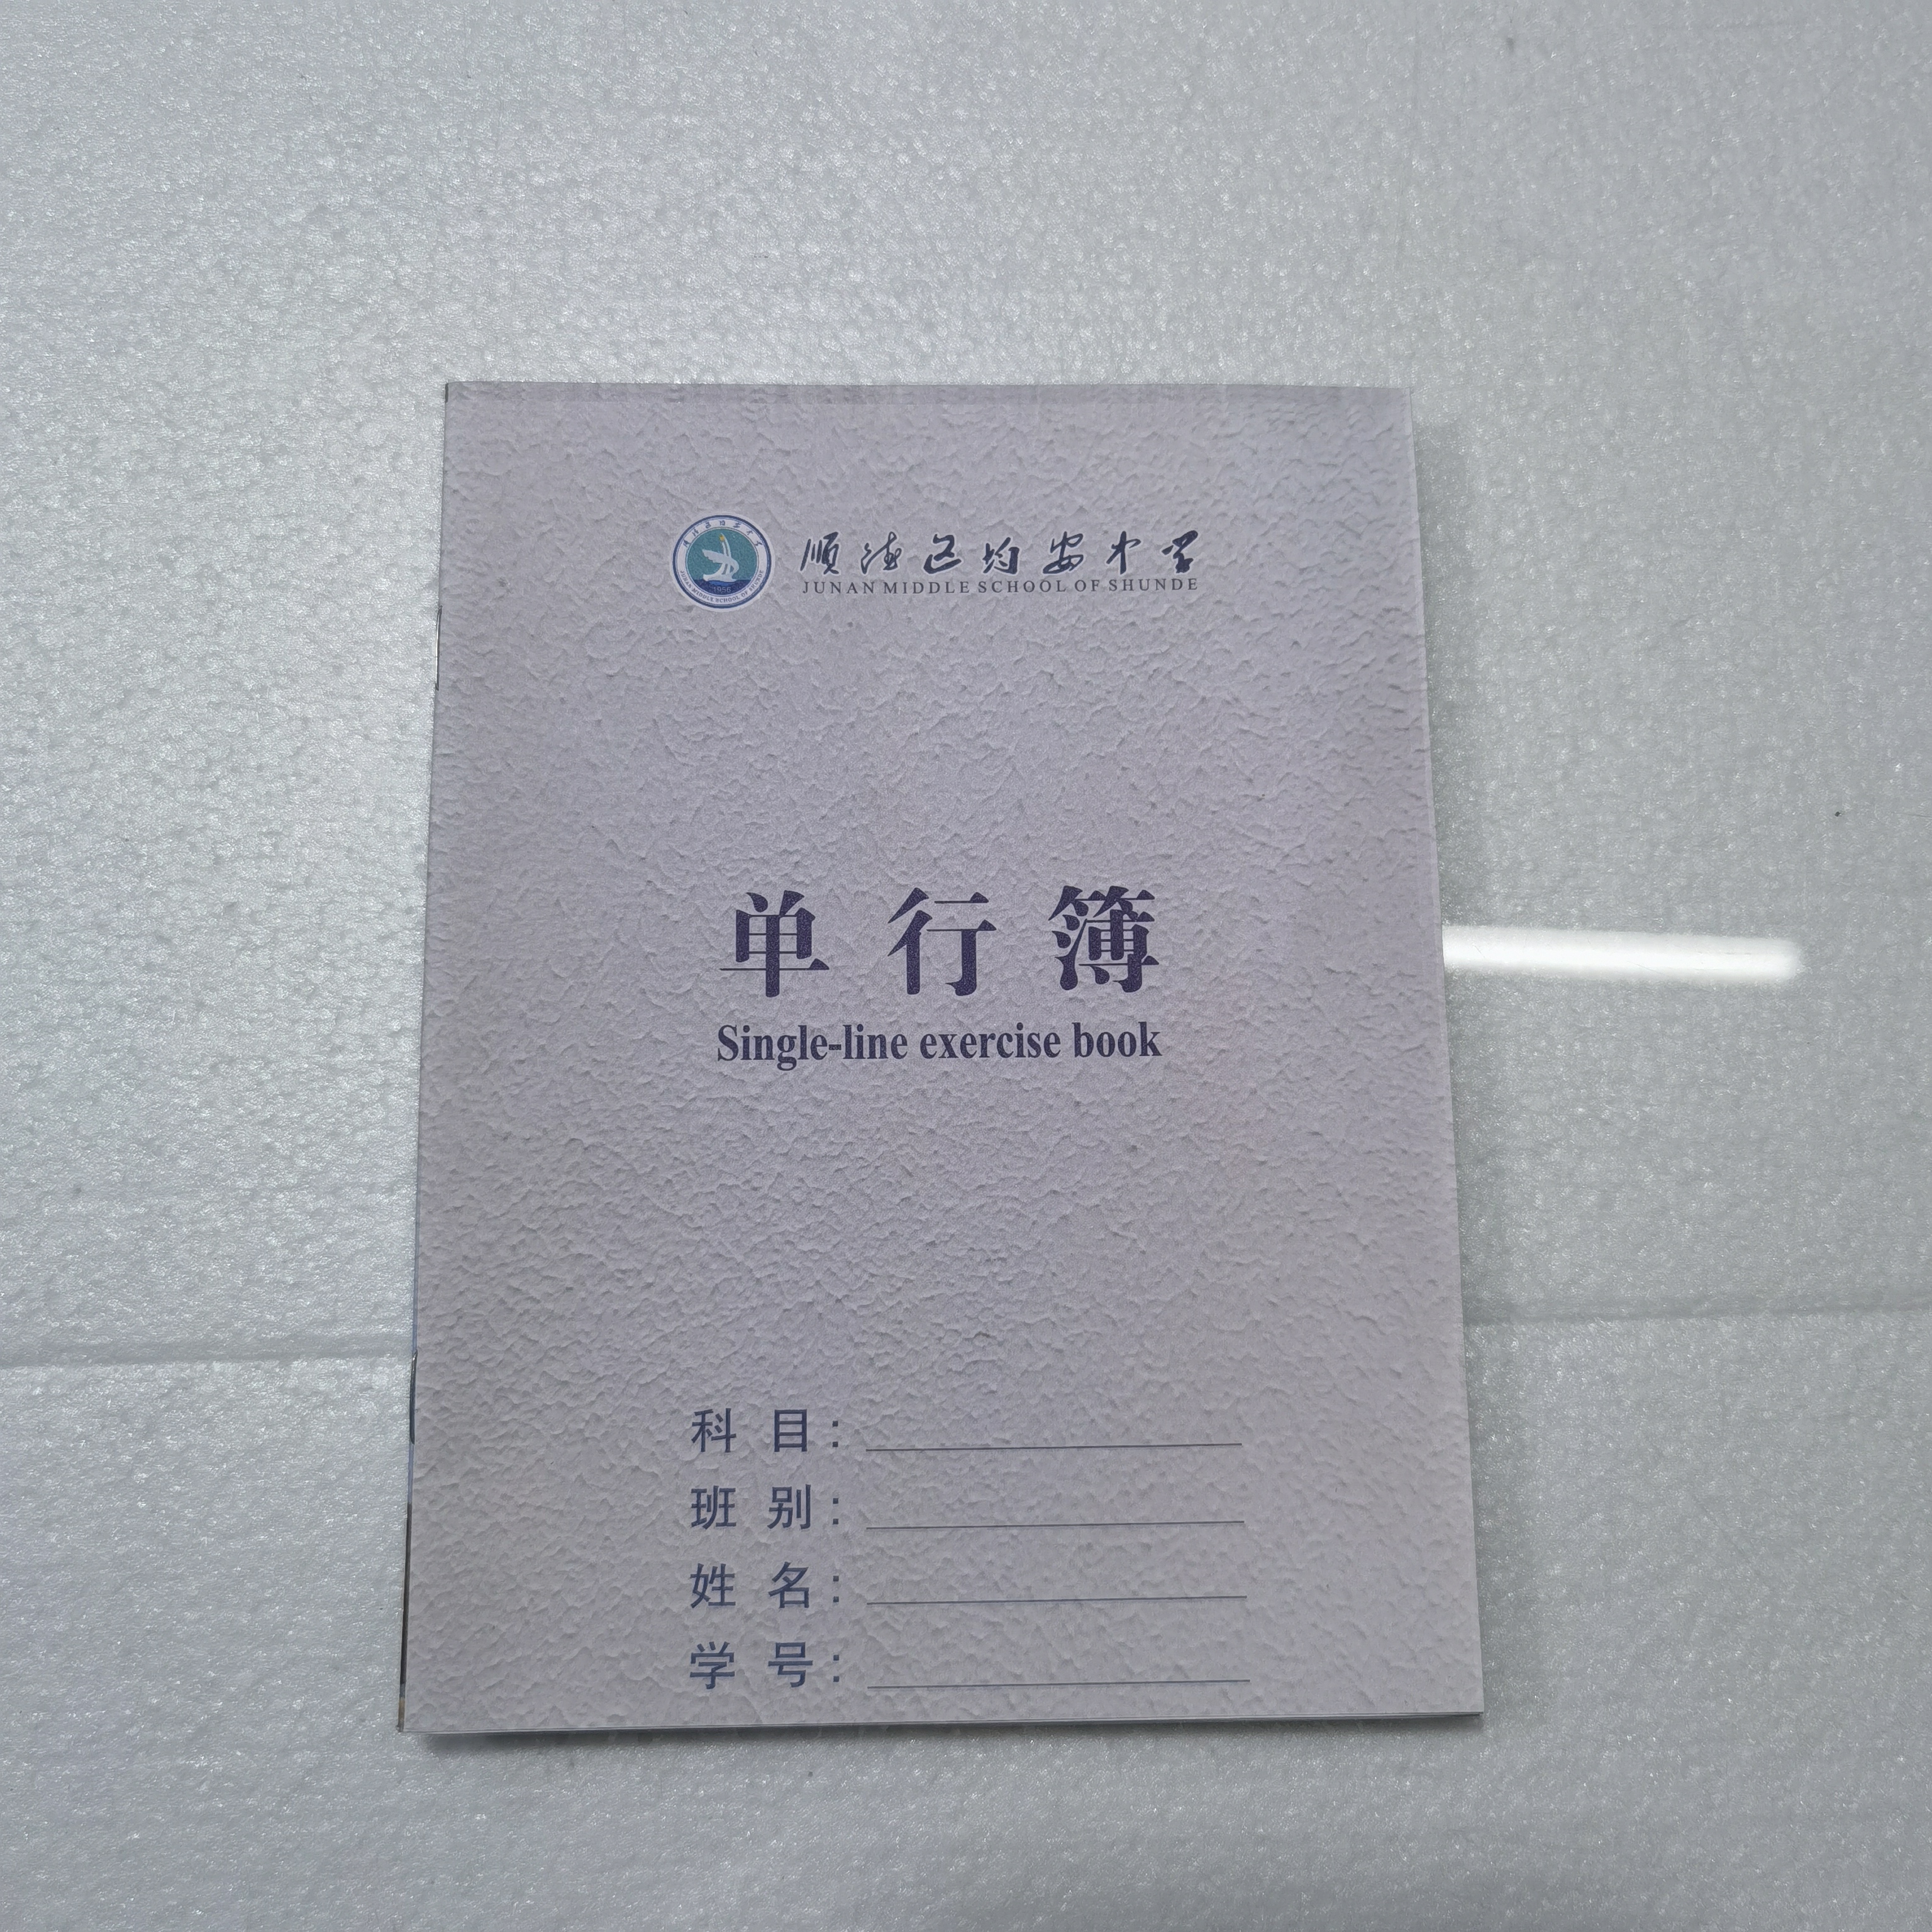 顺德区均安中学
JUNAN MIDDLE SCHOOL OF SHUNDE
1956
单行簿
Single-line exercise book
科目：
班别：
姓名：
学号：